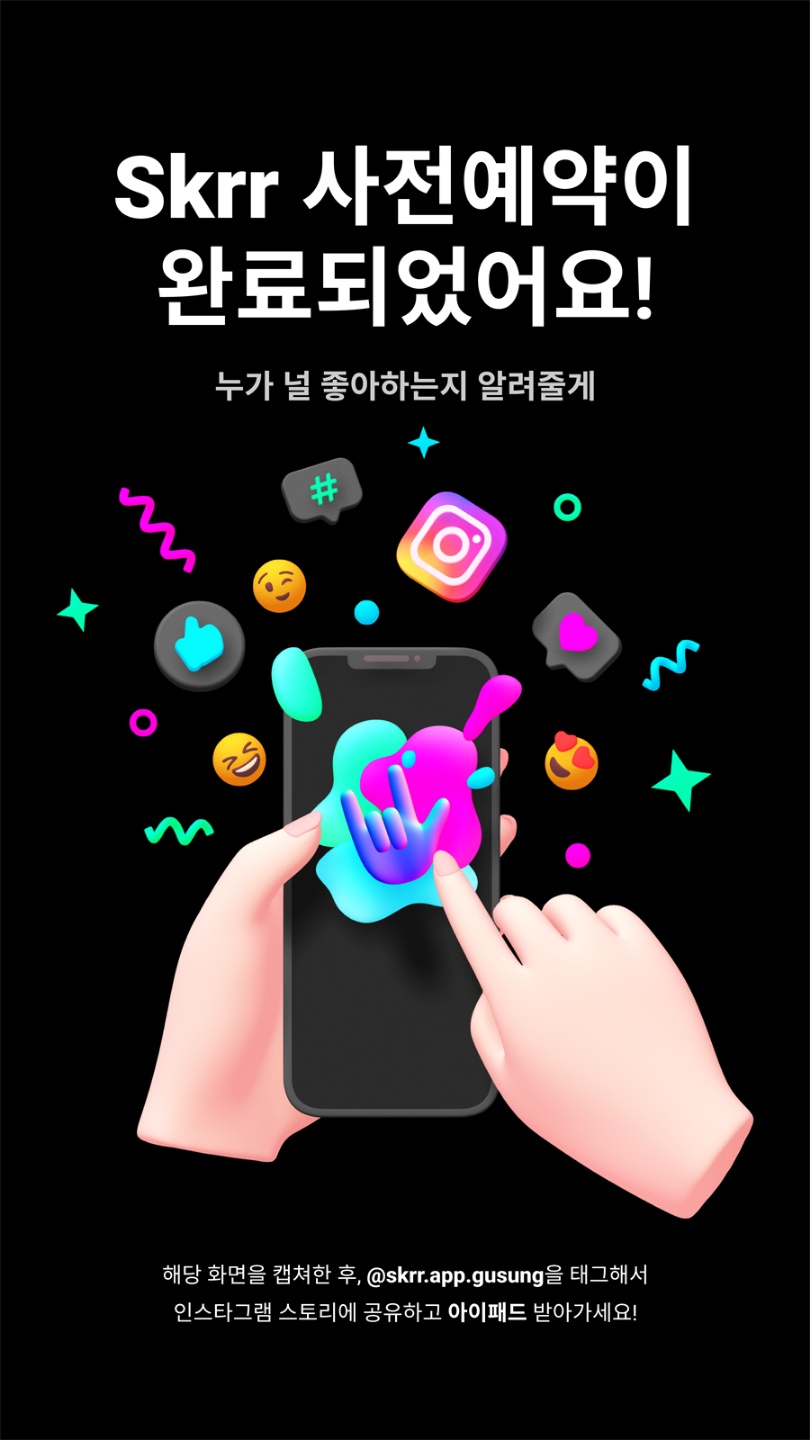 Skrr 사전예약이
완료되었어요!
누가 널 좋아하는지 알려줄게
#
해당 화면을 캡쳐한 후, @skrr.app.gusung을 태그해서
인스타그램 스토리에 공유하고 아이패드 받아가세요!